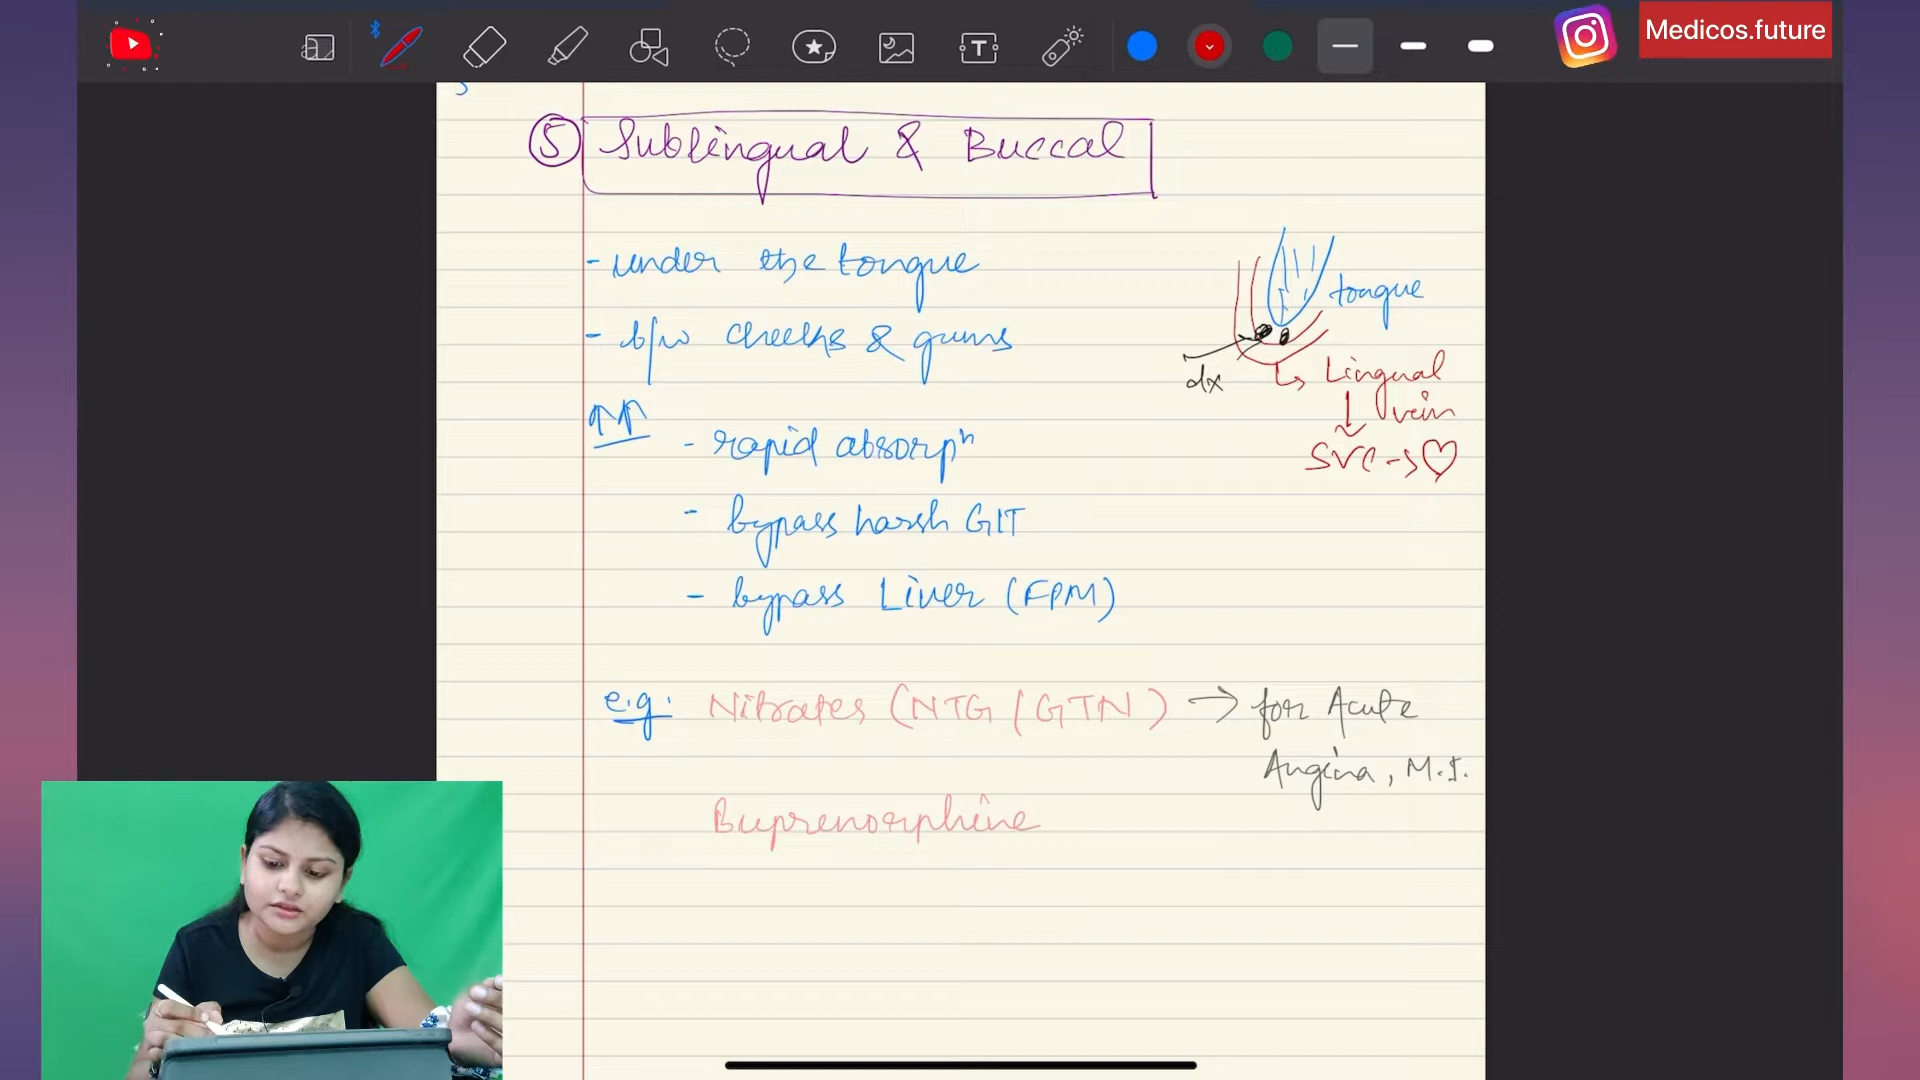 Medicos.future
⑤ Sublingual & Buccal
- under the tongue
- b/w cheeks & gums
tongue
dx
↳ Lingual
vein
↓
SVC → ♡
↑↑
- rapid absorpⁿ
- bypass harsh GIT
- bypass Liver (FPM)
e.g: Nitrates (NTG / GTN) → for Acute
Angina, M.I.
Buprenorphine